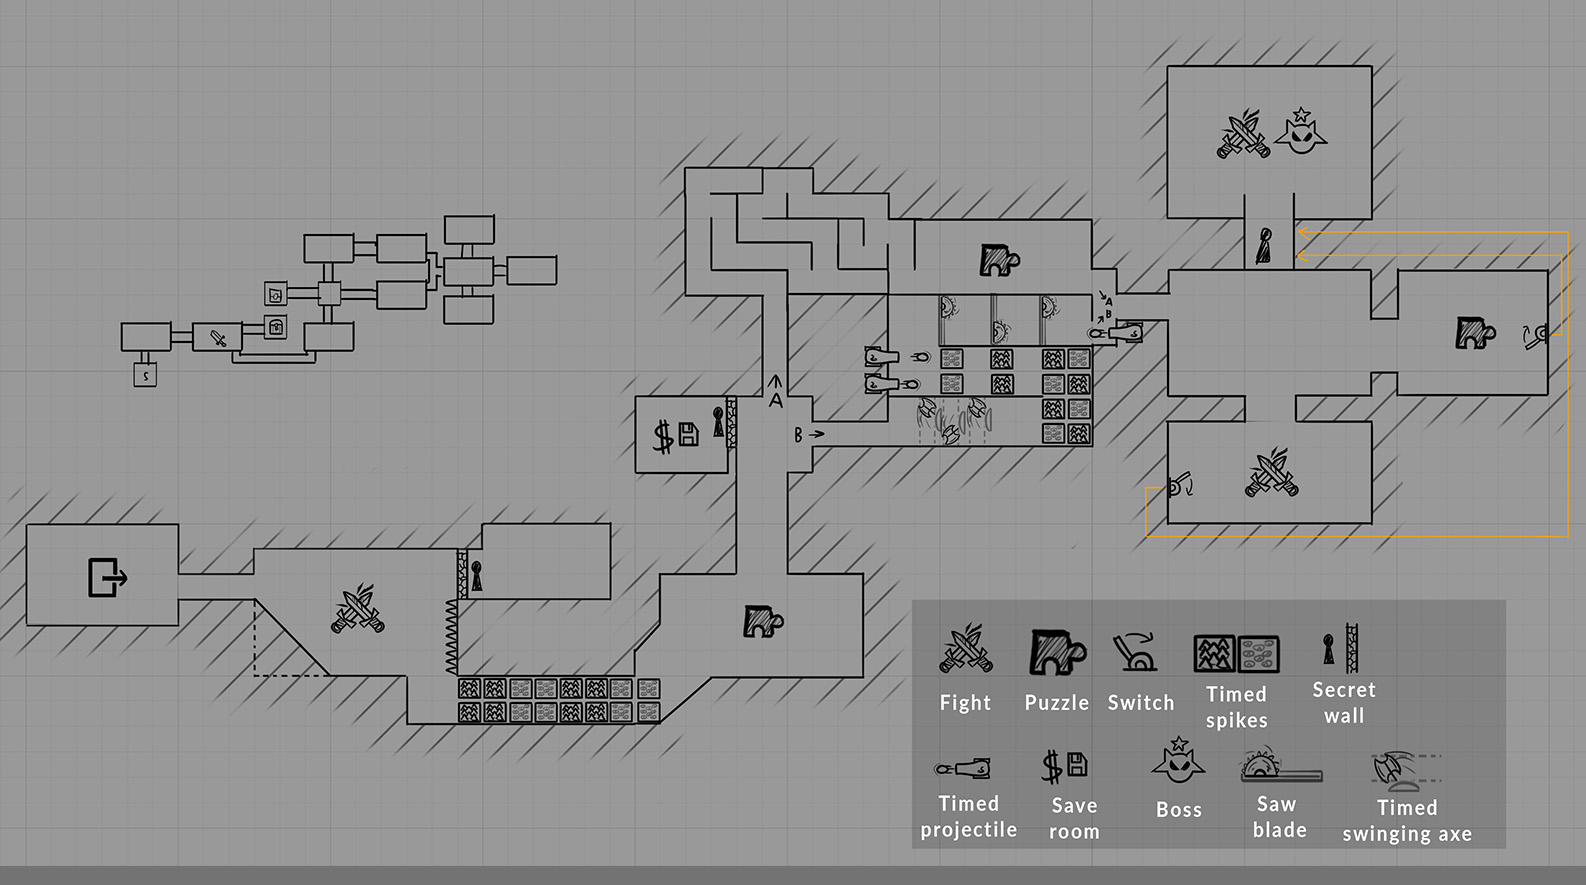 A
B
A
B →
$
$
S
Fight
Puzzle
Switch
Timed
spikes
Secret
wall
Timed
projectile
Save
room
Boss
Saw
blade
Timed
swinging axe